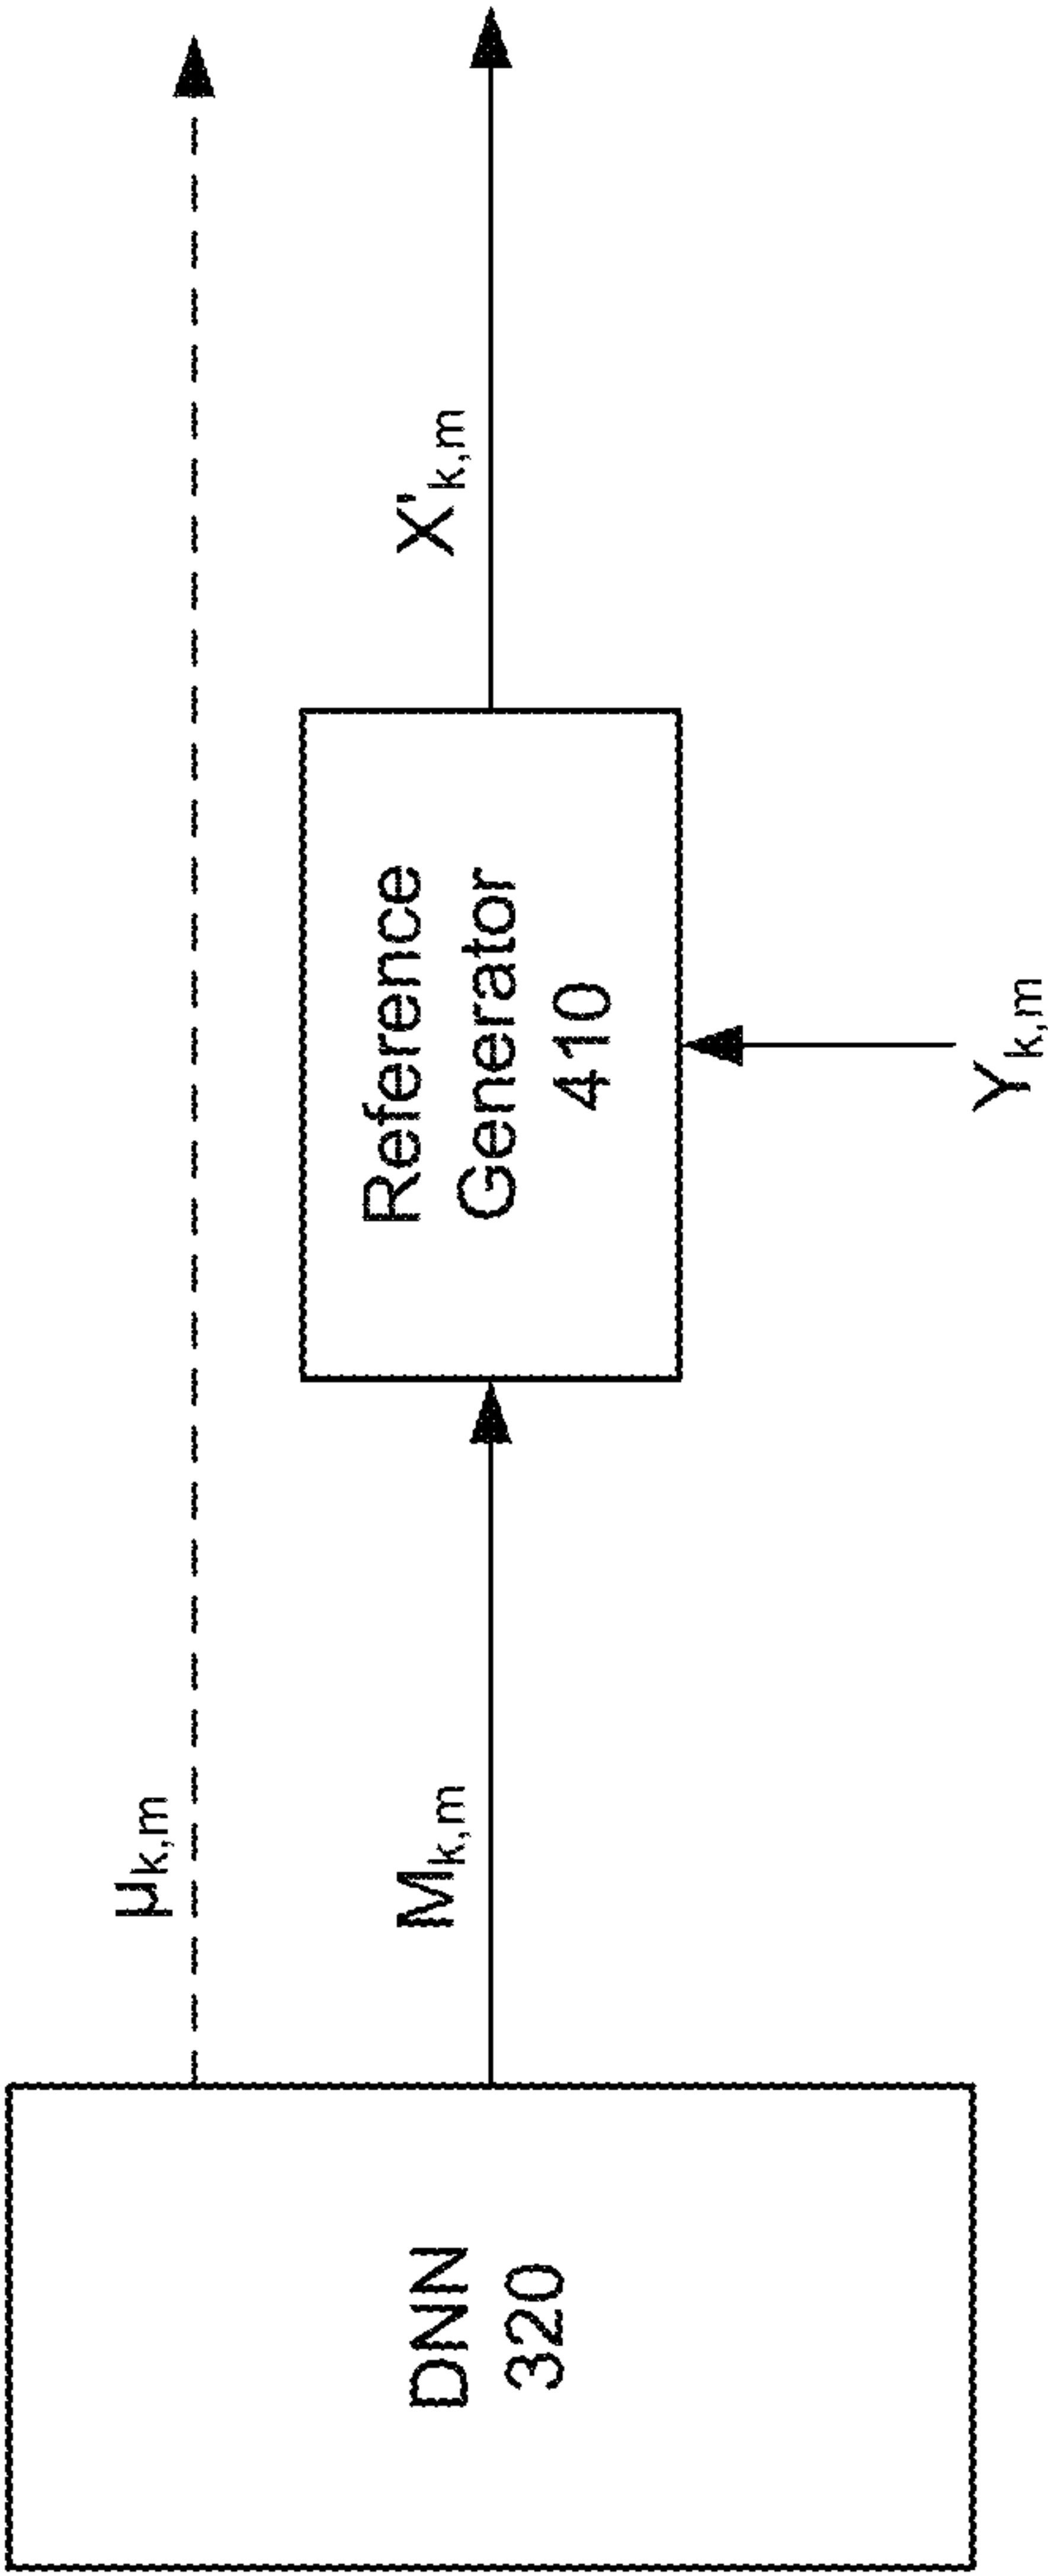 DNN
320
μk,m
Mk,m
Reference
Generator
410
Yk,m
X'k,m